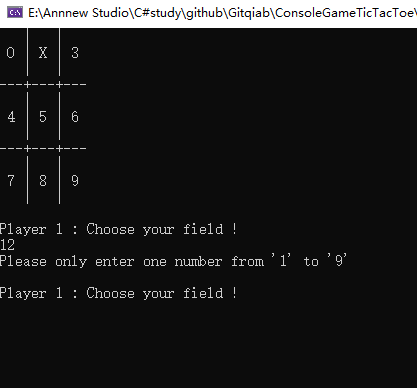 E:\Annnew Studio\C#study\github\Gitqiab\ConsoleGameTicTacToe\
O | X | 3
---+---+---
4 | 5 | 6
---+---+---
7 | 8 | 9
Player 1 : Choose your field !
12
Please only enter one number from '1' to '9'
Player 1 : Choose your field !